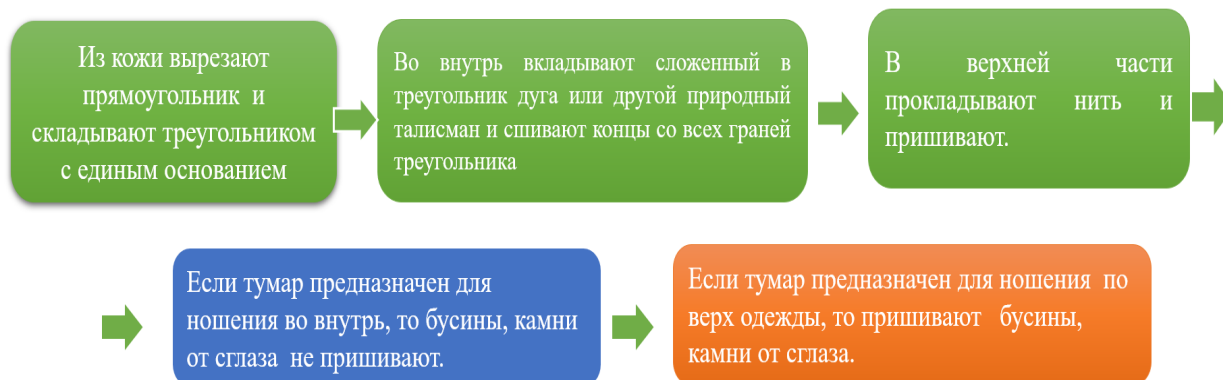 Из кожи вырезают
прямоугольник и
складывают треугольником
с единым основанием
Во внутрь вкладывают сложенный в
треугольник дуга или другой природный
талисман и сшивают концы со всех граней
треугольника
В верхней части
прокладывают нить и
пришивают.
Если тумар предназначен для
ношения во внутрь, то бусины, камни
от сглаза не пришивают.
Если тумар предназначен для ношения по
верх одежды, то пришивают бусины,
камни от сглаза.